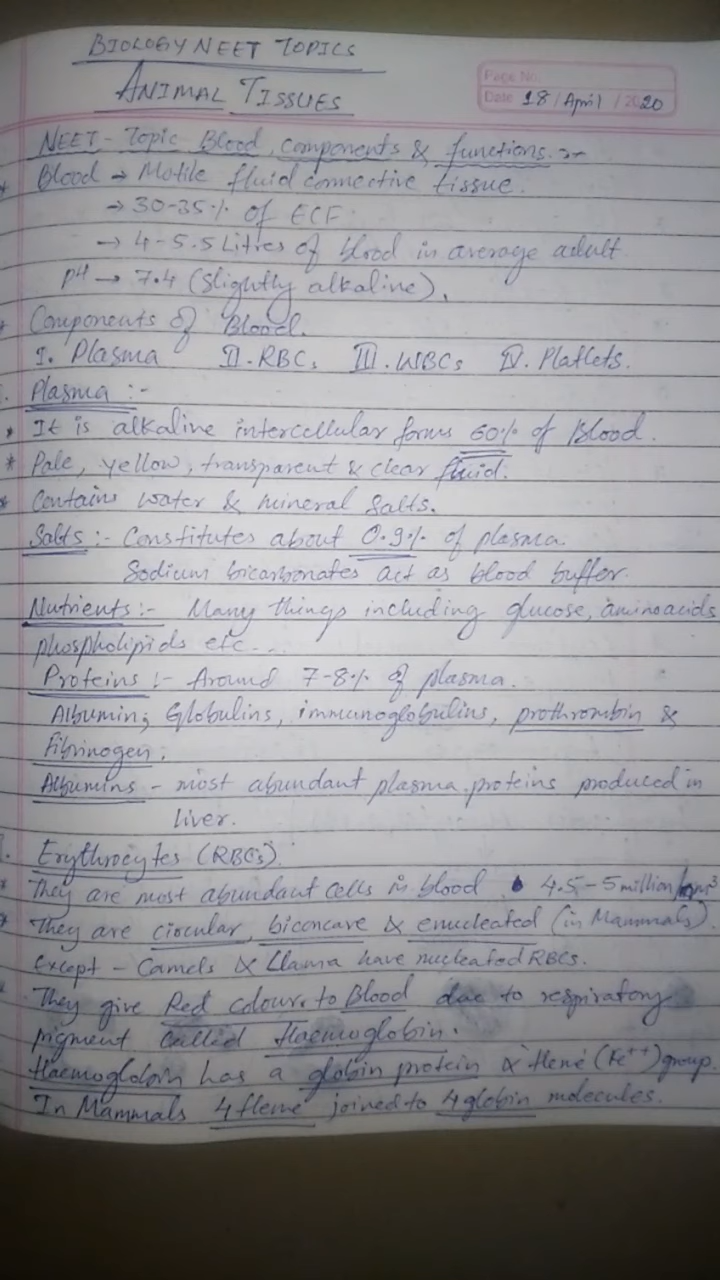 BIOLOGY NEET TOPICS
ANIMAL TISSUES
Page No.
Date 18 / April / 2020
NEET - Topic Blood, components & functions :→
Blood → Motile fluid connective tissue.
→ 30-35% of ECF.
→ 4-5.5 Litres of blood in average adult
pH → 7.4 (slightly alkaline).
Components of Blood.
I. Plasma II. RBCs III. WBCs IV. Platlets.
Plasma :-
* It is alkaline intercellular forms 60% of Blood.
* Pale, yellow, transparent & clear fluid.
* Contains water & mineral salts.
Salts :- Constitutes about 0.9% of plasma.
Sodium bicarbonates act as blood buffer.
Nutrients :- Many things including glucose, aminoacids
phospholipids etc...
Proteins :- Around 7-8% of plasma.
Albumin, Globulins, immunoglobulins, prothrombin &
Fibrinogen.
Albumins - most abundant plasma proteins produced in
liver.
Erythrocytes (RBCs)
* They are most abundant cells in blood 4.5-5 million/mm³
* They are circular, biconcave & enucleated (in Mammals).
Except - Camels & Llama have nucleated RBCs.
They give Red colour to Blood due to respiratory
pigment called Haemoglobin.
Haemoglobin has a globin protein & Heme (Fe⁺⁺) group.
In Mammals 4 Heme joined to 4 globin molecules.